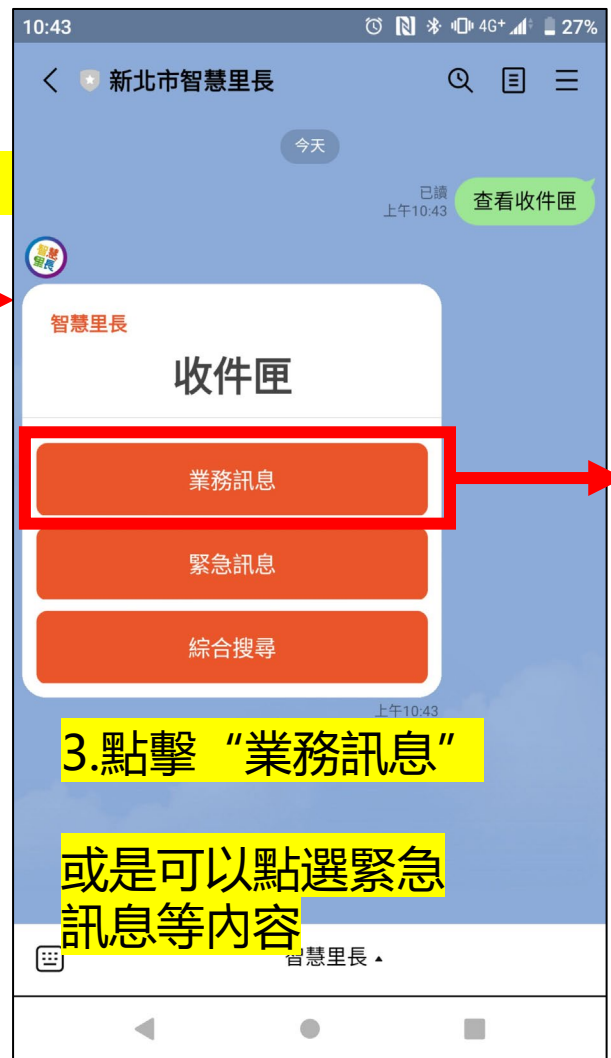 10:43
4G+
27%
新北市智慧里長
今天
已讀
上午10:43
查看收件匣
智慧
里長
智慧里長
收件匣
業務訊息
緊急訊息
綜合搜尋
上午10:43
3.點擊“業務訊息”
或是可以點選緊急
訊息等內容
智慧里長